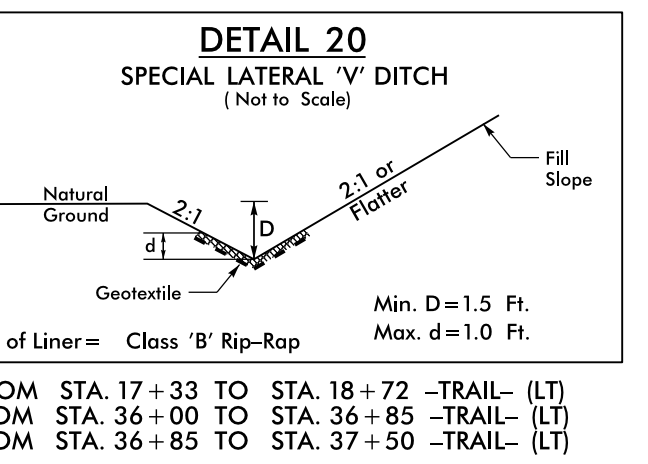 DETAIL 20
SPECIAL LATERAL 'V' DITCH
( Not to Scale)
Natural
Ground
2:1
D
d
2:1 or
Flatter
Fill
Slope
Geotextile
Min. D=1.5 Ft.
Max. d=1.0 Ft.
of Liner= Class 'B' Rip-Rap
OM STA. 17+33 TO STA. 18+72 -TRAIL- (LT)
OM STA. 36+00 TO STA. 36+85 -TRAIL- (LT)
OM STA. 36+85 TO STA. 37+50 -TRAIL- (LT)